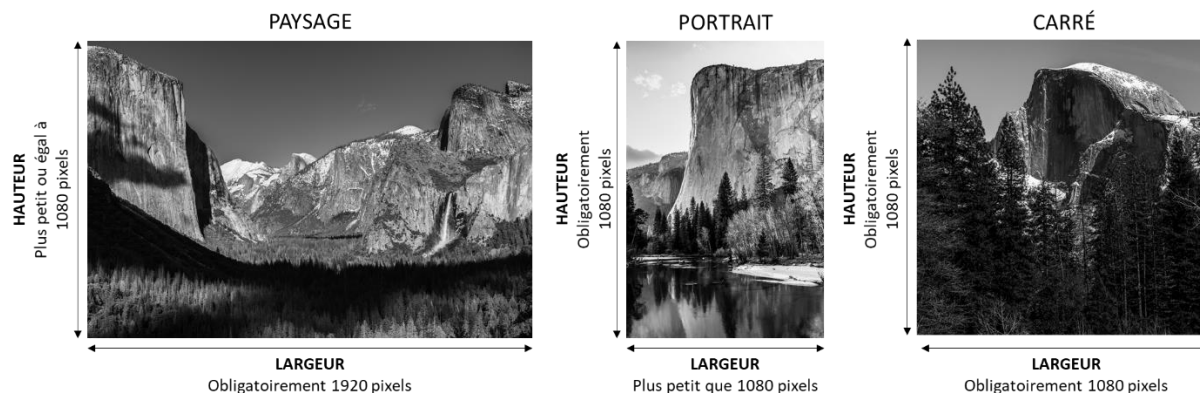 PAYSAGE
HAUTEUR
Plus petit ou égal à
1080 pixels
LARGEUR
Obligatoirement 1920 pixels
PORTRAIT
HAUTEUR
Obligatoirement
1080 pixels
LARGEUR
Plus petit que 1080 pixels
CARRÉ
HAUTEUR
Obligatoirement
1080 pixels
LARGEUR
Obligatoirement 1080 pixels